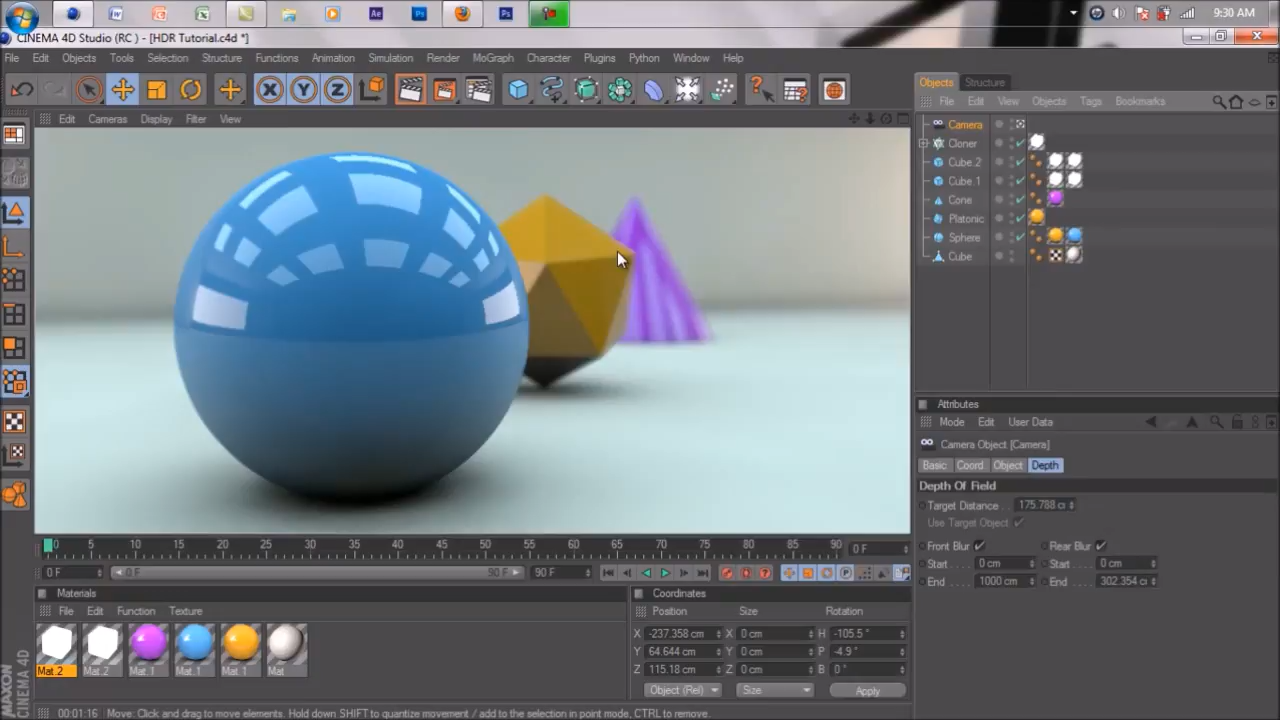 9:30 AM
CINEMA 4D Studio (RC ) - [HDR Tutorial.c4d *]
File Edit Objects Tools Selection Structure Functions Animation Simulation Render MoGraph Character Plugins Python Window Help
Objects Structure
File Edit View Objects Tags Bookmarks
Edit Cameras Display Filter View
Camera
Cloner
Cube.2
Cube.1
Cone
Platonic
Sphere
Cube
Attributes
Mode Edit User Data
Camera Object [Camera]
Basic Coord Object Depth
Depth Of Field
Target Distance . . 175.788 c
Use Target Object
Front Blur Rear Blur
Start . . . . 0 cm Start . . . . 0 cm
End . . . . . 1000 cm End . . . . 302.354 c
0 5 10 15 20 25 30 35 40 45 50 55 60 65 70 75 80 85 90 0 F
0 F 0 F 90 F 90 F
Materials
File Edit Function Texture
Mat.2 Mat.2 Mat.1 Mat.1 Mat.1 Mat
Coordinates
Position Size Rotation
X -237.358 cm X 0 cm H -105.5 °
Y 64.644 cm Y 0 cm P -4.9 °
Z 115.18 cm Z 0 cm B 0 °
Object (Rel) Size Apply
MAXON
CINEMA 4D
00:01:16 Move: Click and drag to move elements. Hold down SHIFT to quantize movement / add to the selection in point mode, CTRL to remove.